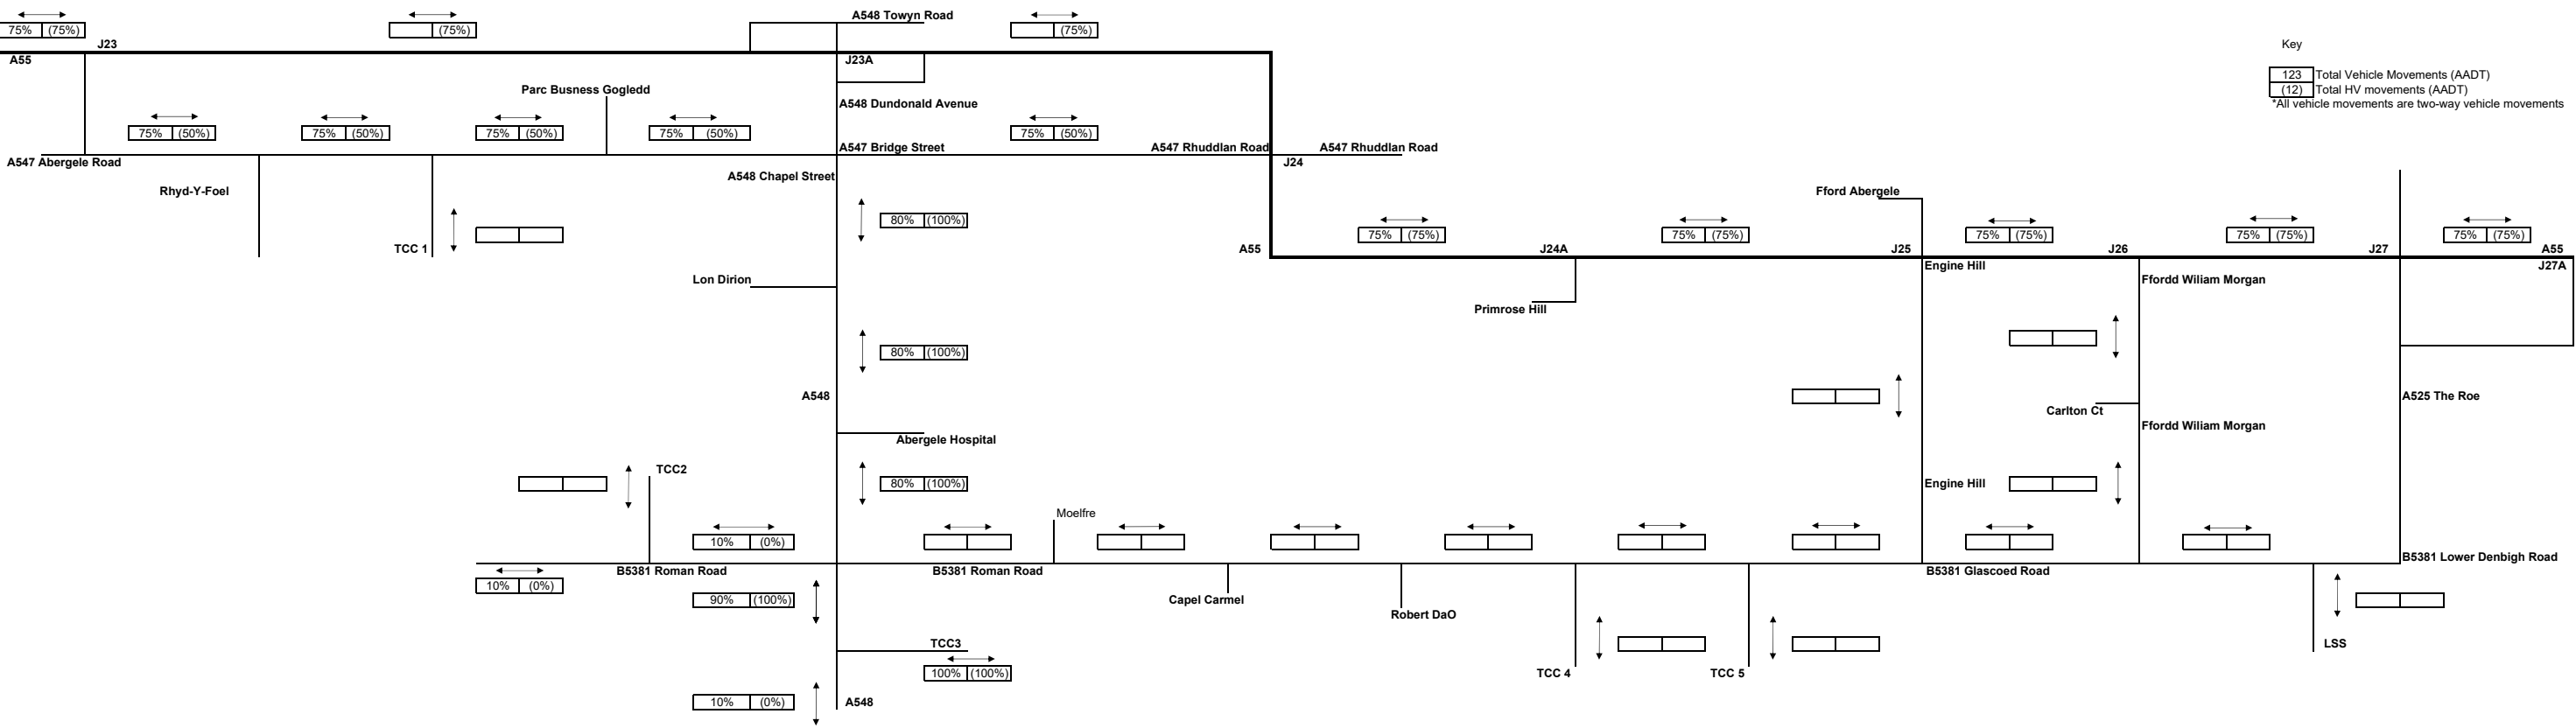 A548 Towyn Road
75% (75%)
(75%)
(75%)
J23
Key
A55
J23A
123 Total Vehicle Movements (AADT)
(12) Total HV movements (AADT)
*All vehicle movements are two-way vehicle movements
Parc Busness Gogledd
A548 Dundonald Avenue
75% (50%)
75% (50%)
75% (50%)
75% (50%)
75% (50%)
A547 Abergele Road
A547 Bridge Street
A547 Rhuddlan Road
A547 Rhuddlan Road
J24
A548 Chapel Street
Rhyd-Y-Foel
Fford Abergele
80% (100%)
75% (75%)
75% (75%)
75% (75%)
75% (75%)
75% (75%)
TCC 1
A55
J24A
J25
J26
J27
A55
Engine Hill
J27A
Lon Dirion
Ffordd Wiliam Morgan
Primrose Hill
80% (100%)
A548
A525 The Roe
Carlton Ct
Ffordd Wiliam Morgan
Abergele Hospital
TCC2
80% (100%)
Engine Hill
Moelfre
10% (0%)
B5381 Lower Denbigh Road
B5381 Roman Road
B5381 Roman Road
B5381 Glascoed Road
10% (0%)
90% (100%)
Capel Carmel
Robert DaO
TCC3
LSS
100% (100%)
TCC 4
TCC 5
10% (0%)
A548